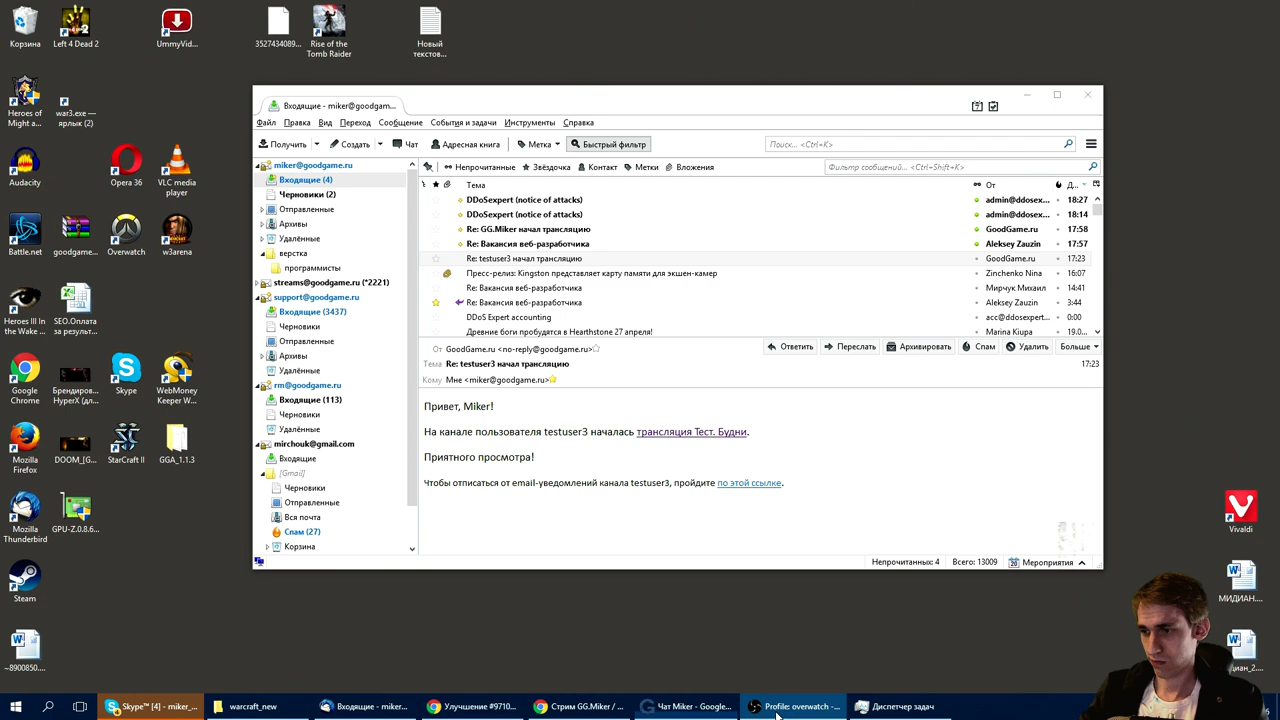 Корзина
Left 4 Dead 2
UmmyVid...
3527434089...
Rise of the Tomb Raider
Новый текстов...
Heroes of Might a...
war3.exe — ярлык (2)
Audacity
Opera 36
VLC media player
Battle.net
goodgame...
Overwatch
w3arena
Heroes III In the Wake ...
SEO.Оплата за результ...
Google Chrome
Брендиров... HyperX (дл...
Skype
WebMoney Keeper W...
Mozilla Firefox
DOOM_[G...
StarCraft II
GGA_1.1.3
Mozilla Thunderbird
GPU-Z.0.8.6...
Steam
~8900850...
Vivaldi
МИДИАН...
Входящие - miker@goodgam...
Файл Правка Вид Переход Сообщение События и задачи Инструменты Справка
Получить Создать Чат Адресная книга Метка Быстрый фильтр Поиск... <Ctrl+K>
Непрочитанные Звёздочка Контакт Метки Вложения Фильтр сообщений... <Ctrl+Shift+K>
miker@goodgame.ru
Входящие (4)
Черновики (2)
Отправленные
Архивы
Удалённые
верстка
программисты
streams@goodgame.ru (*2221)
support@goodgame.ru
Входящие (3437)
Черновики
Отправленные
Архивы
Удалённые
rm@goodgame.ru
Входящие (113)
Черновики
Удалённые
mirchouk@gmail.com
Входящие
[Gmail]
Черновики
Отправленные
Вся почта
Спам (27)
Корзина
Тема От Д...
DDoSexpert (notice of attacks) admin@ddosex... 18:27
DDoSexpert (notice of attacks) admin@ddosex... 18:14
Re: GG.Miker начал трансляцию GoodGame.ru 17:58
Re: Вакансия веб-разработчика Aleksey Zauzin 17:57
Re: testuser3 начал трансляцию GoodGame.ru 17:23
Пресс-релиз: Kingston представляет карту памяти для экшен-камер Zinchenko Nina 16:07
Re: Вакансия веб-разработчика Мирчук Михаил 14:41
Re: Вакансия веб-разработчика Aleksey Zauzin 3:44
DDoS Expert accounting acc@ddosexpert... 0:00
Древние боги пробудятся в Hearthstone 27 апреля! Marina Kiupa 19.0...
От GoodGame.ru <no-reply@goodgame.ru> Ответить Переслать Архивировать Спам Удалить Больше
Тема Re: testuser3 начал трансляцию 17:23
Кому Мне <miker@goodgame.ru>
Привет, Miker!
На канале пользователя testuser3 началась трансляция Тест. Будни.
Приятного просмотра!
Чтобы отписаться от email-уведомлений канала testuser3, пройдите по этой ссылке.
Непрочитанных: 4 Всего: 13009 20 Мероприятия
Skype™ [4] - miker_... warcraft_new Входящие - miker... Улучшение #9710... Стрим GG.Miker / ... Чат Miker - Google... Profile: overwatch -... Диспетчер задач